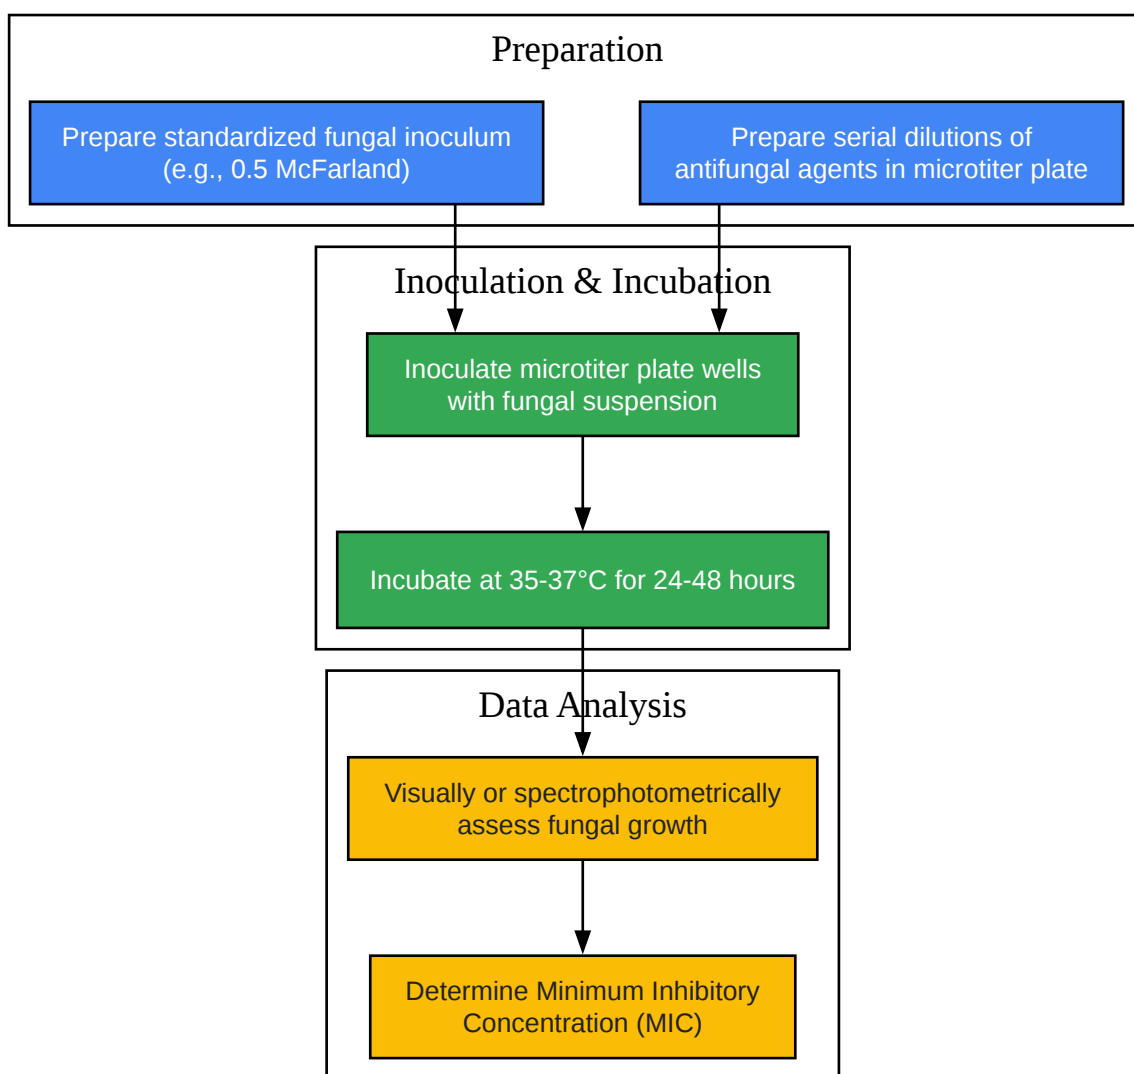 Preparation
Prepare standardized fungal inoculum
(e.g., 0.5 McFarland)
Prepare serial dilutions of
antifungal agents in microtiter plate
Inoculation & Incubation
Inoculate microtiter plate wells
with fungal suspension
Incubate at 35-37°C for 24-48 hours
Data Analysis
Visually or spectrophotometrically
assess fungal growth
Determine Minimum Inhibitory
Concentration (MIC)